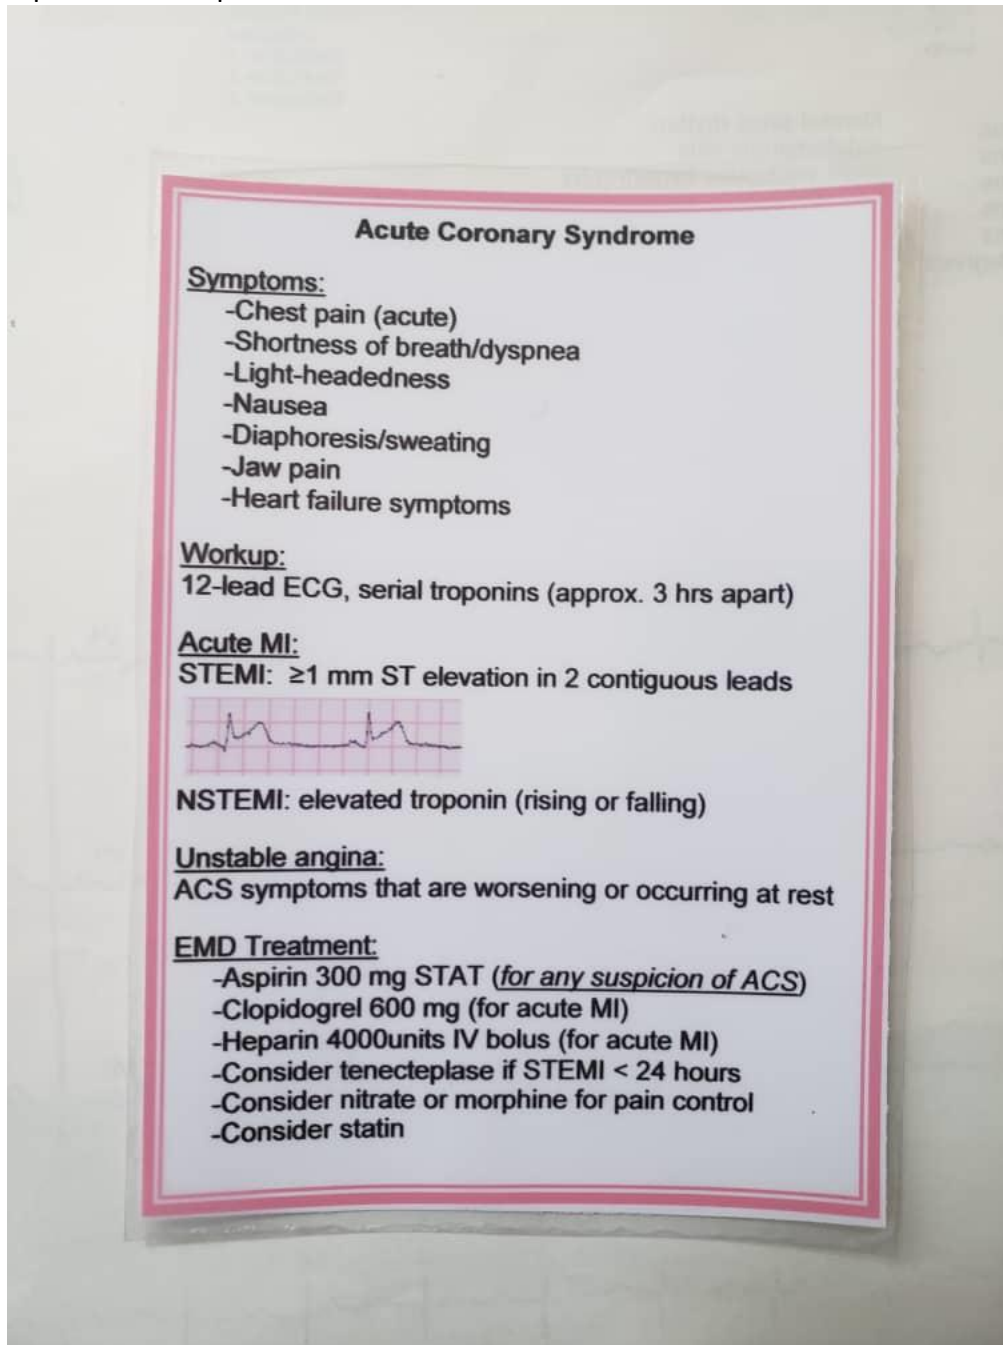 Acute Coronary Syndrome
Symptoms:
-Chest pain (acute)
-Shortness of breath/dyspnea
-Light-headedness
-Nausea
-Diaphoresis/sweating
-Jaw pain
-Heart failure symptoms
Workup:
12-lead ECG, serial troponins (approx. 3 hrs apart)
Acute MI:
STEMI: ≥1 mm ST elevation in 2 contiguous leads
NSTEMI: elevated troponin (rising or falling)
Unstable angina:
ACS symptoms that are worsening or occurring at rest
EMD Treatment:
-Aspirin 300 mg STAT (for any suspicion of ACS)
-Clopidogrel 600 mg (for acute MI)
-Heparin 4000units IV bolus (for acute MI)
-Consider tenecteplase if STEMI < 24 hours
-Consider nitrate or morphine for pain control
-Consider statin